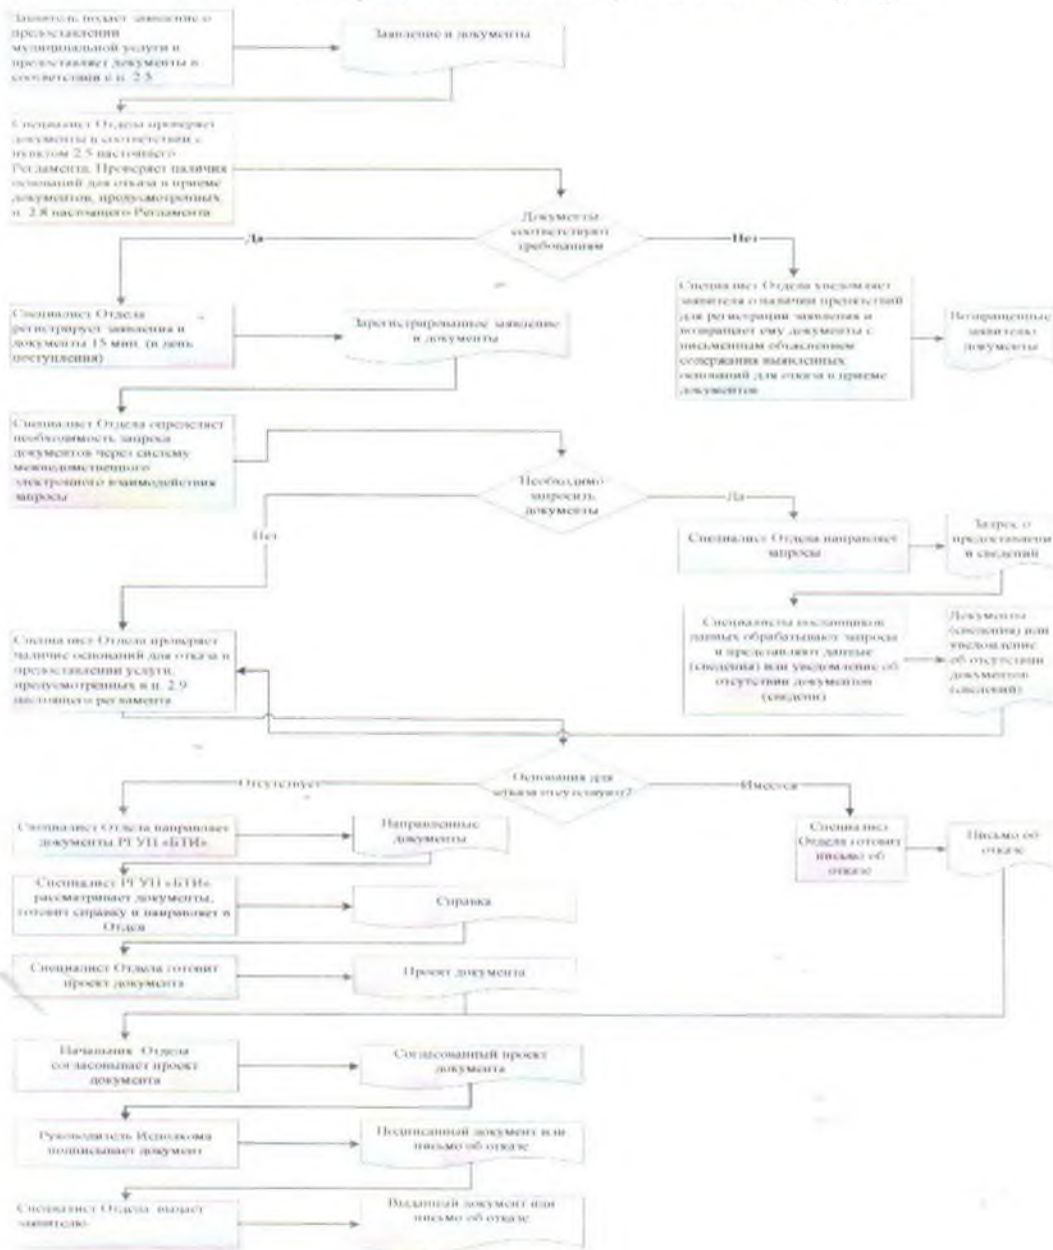 Заявитель подает заявление о
предоставлении
муниципальной услуги и
предоставляет документы в
соответствии с п. 2.5
Заявление и документы
Специалист Отдела проверяет
документы в соответствии с
пунктом 2.5 настоящего
Регламента. Проверяет наличия
оснований для отказа в приеме
документов, предусмотренных
п. 2.8 настоящего Регламента
Документы
соответствуют
требованиям
Да
Нет
Специалист Отдела
регистрирует заявления и
документы 15 мин. (в день
поступления)
Зарегистрированное заявление
и документы
Специалист Отдела уведомляет
заявителя о наличии препятствий
для регистрации заявления и
возвращает ему документы с
письменным объяснением
содержания выявленных
оснований для отказа в приеме
документов
Возвращенные
заявителю
документы
Специалист Отдела определяет
необходимость запроса
документов через систему
межведомственного
электронного взаимодействия
запросы
Необходимо
запросить
документы
Нет
Да
Специалист Отдела направляет
запросы
Запрос о
предоставлени
и сведений
Специалисты поставщиков
данных обрабатывают запросы
и представляют данные
(сведения) или уведомление об
отсутствии документов
(сведени)
Документы
(сведения) или
уведомление
об отсутствии
документов
(сведений)
Специалист Отдела проверяет
наличие оснований для отказа в
предоставлении услуги,
предусмотренных в п. 2.9
настоящего регламента
Основания для
отказа отсутствуют?
Отсутствует
Имеется
Специалист Отдела направляет
документы РГУП «БТИ»
Направленные
документы
Специалист
Отдела готовит
письмо об
отказе
Письмо об
отказе
Специалист РГУП «БТИ»
рассматривает документы,
готовит справку и направляет в
Отдел
Справка
Специалист Отдела готовит
проект документа
Проект документа
Начальник Отдела
согласовывает проект
документа
Согласованный проект
документа
Руководитель Исполкома
подписывает документ
Подписанный документ или
письмо об отказе
Специалист Отдела выдает
заявителю
Выданный документ или
письмо об отказе